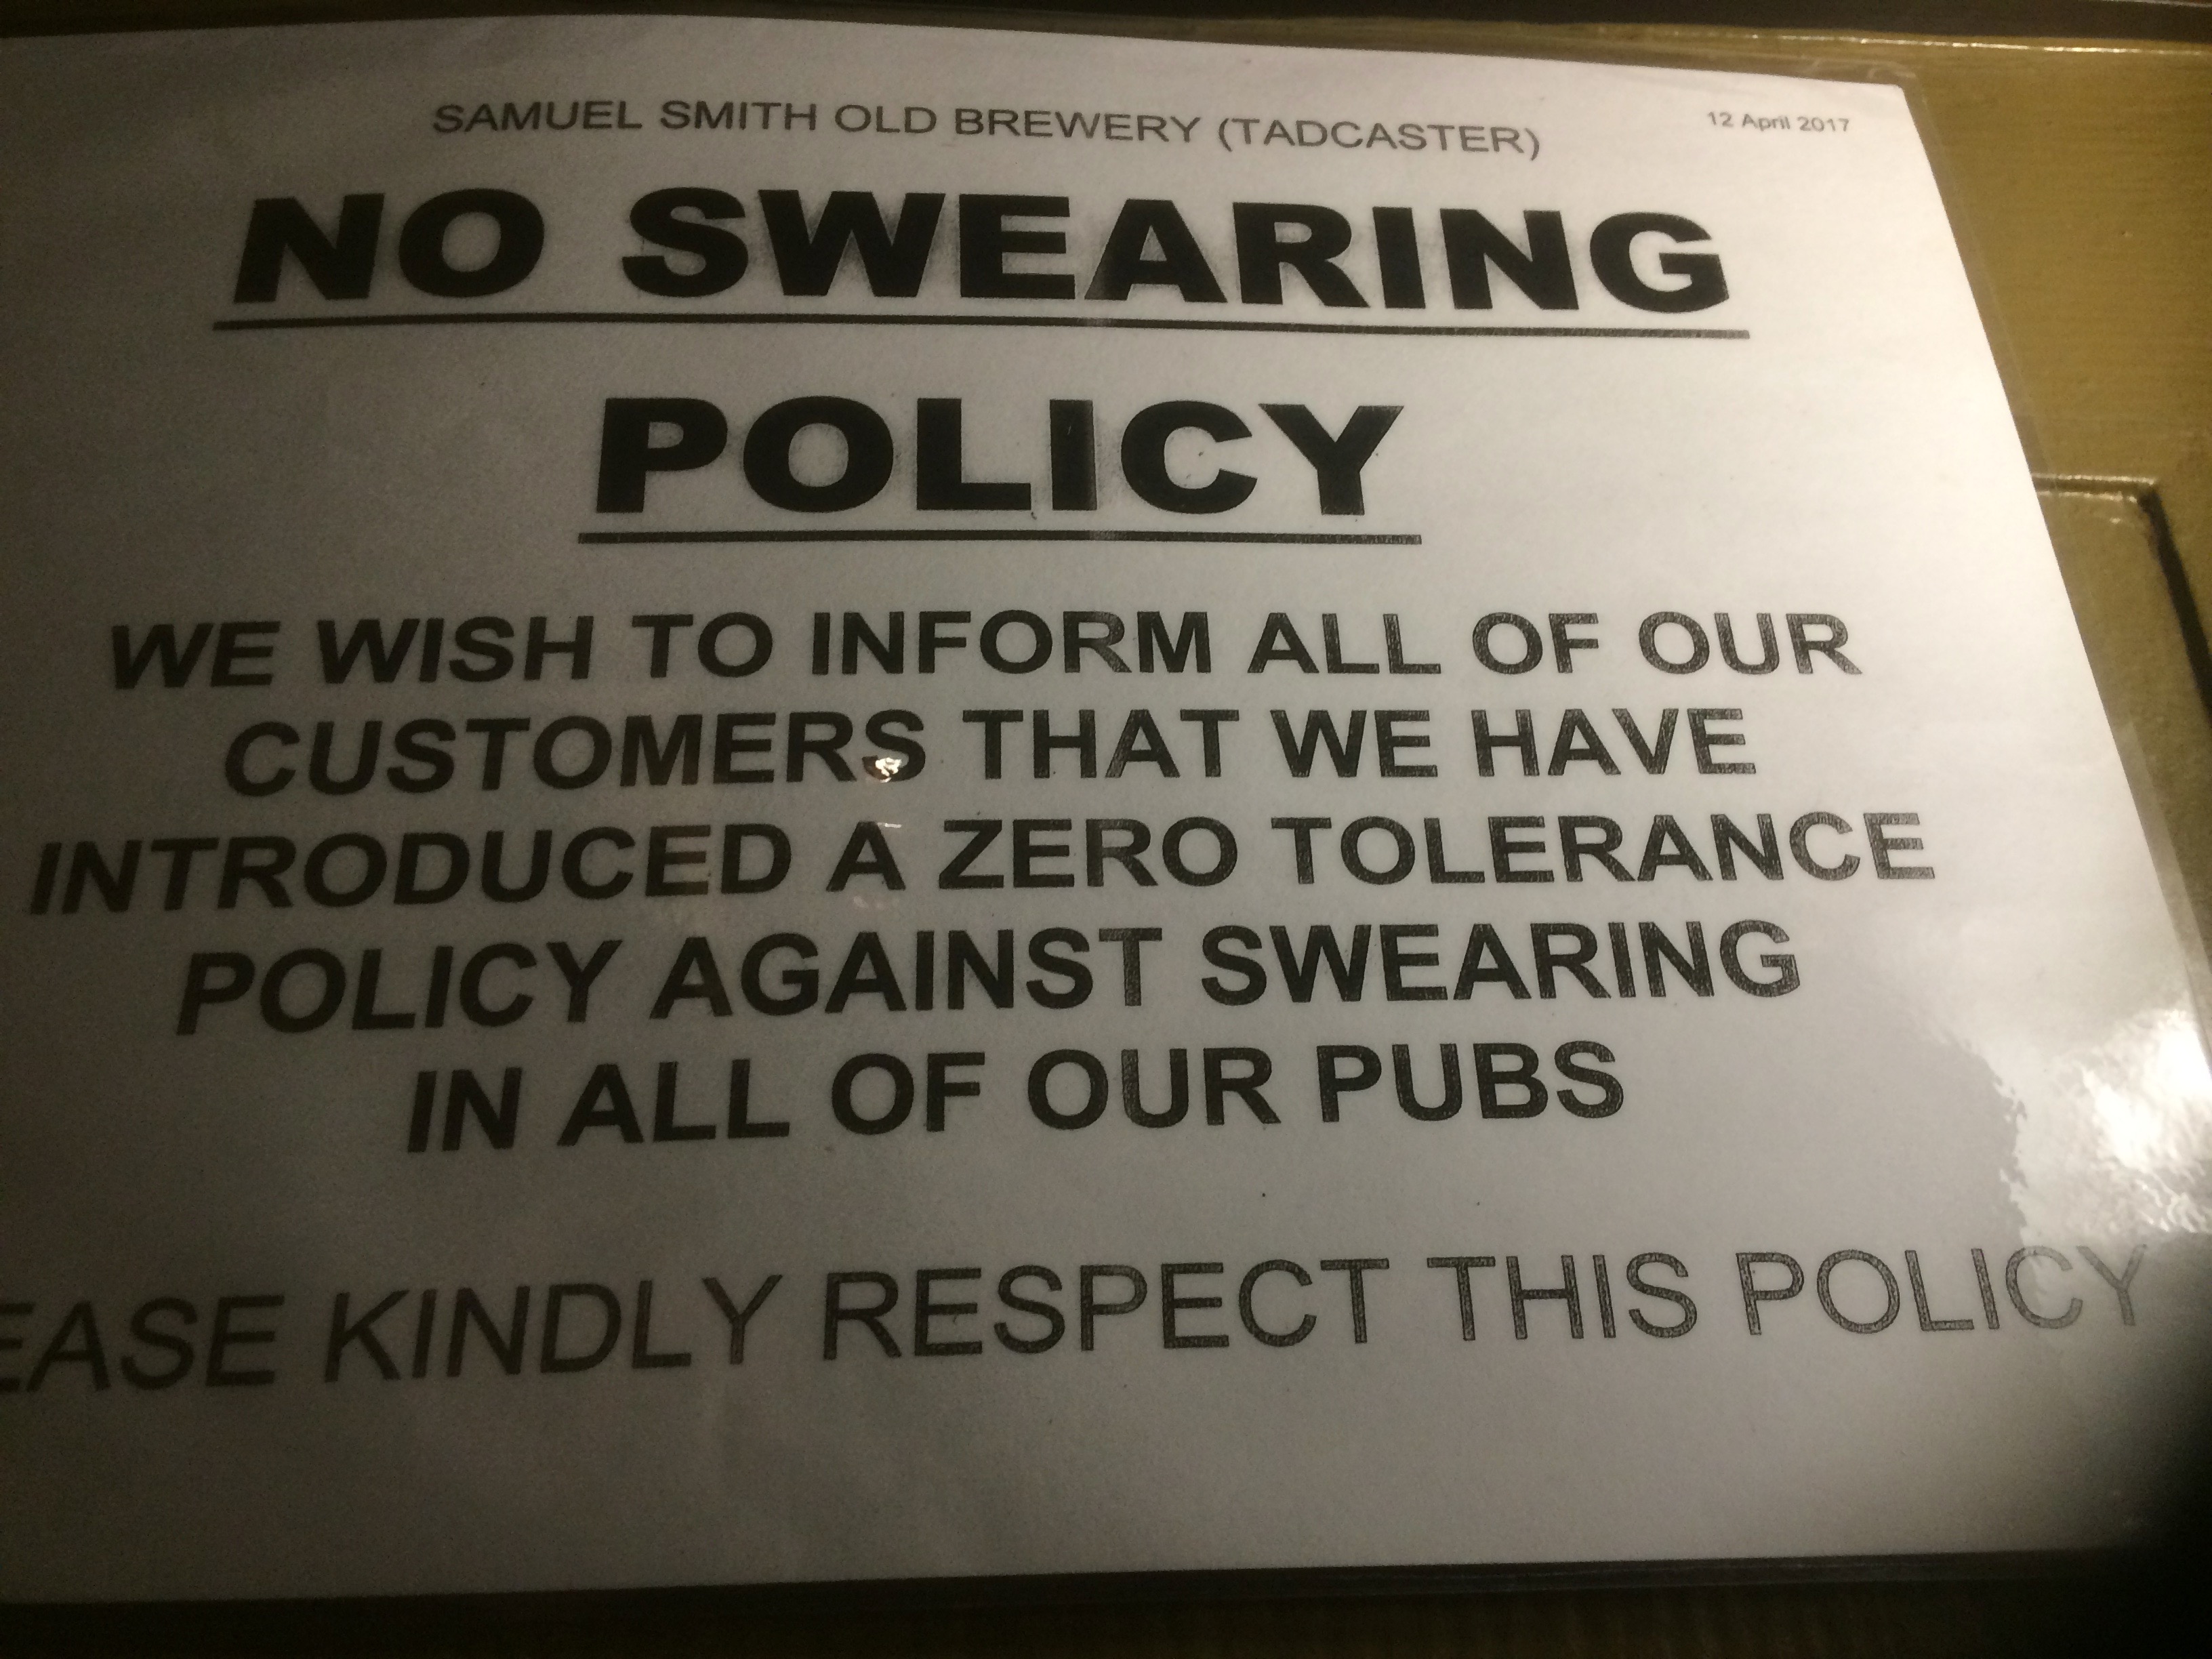 SAMUEL SMITH OLD BREWERY (TADCASTER)
12 April 2017
NO SWEARING
POLICY
WE WISH TO INFORM ALL OF OUR
CUSTOMERS THAT WE HAVE
INTRODUCED A ZERO TOLERANCE
POLICY AGAINST SWEARING
IN ALL OF OUR PUBS
EASE KINDLY RESPECT THIS POLICY